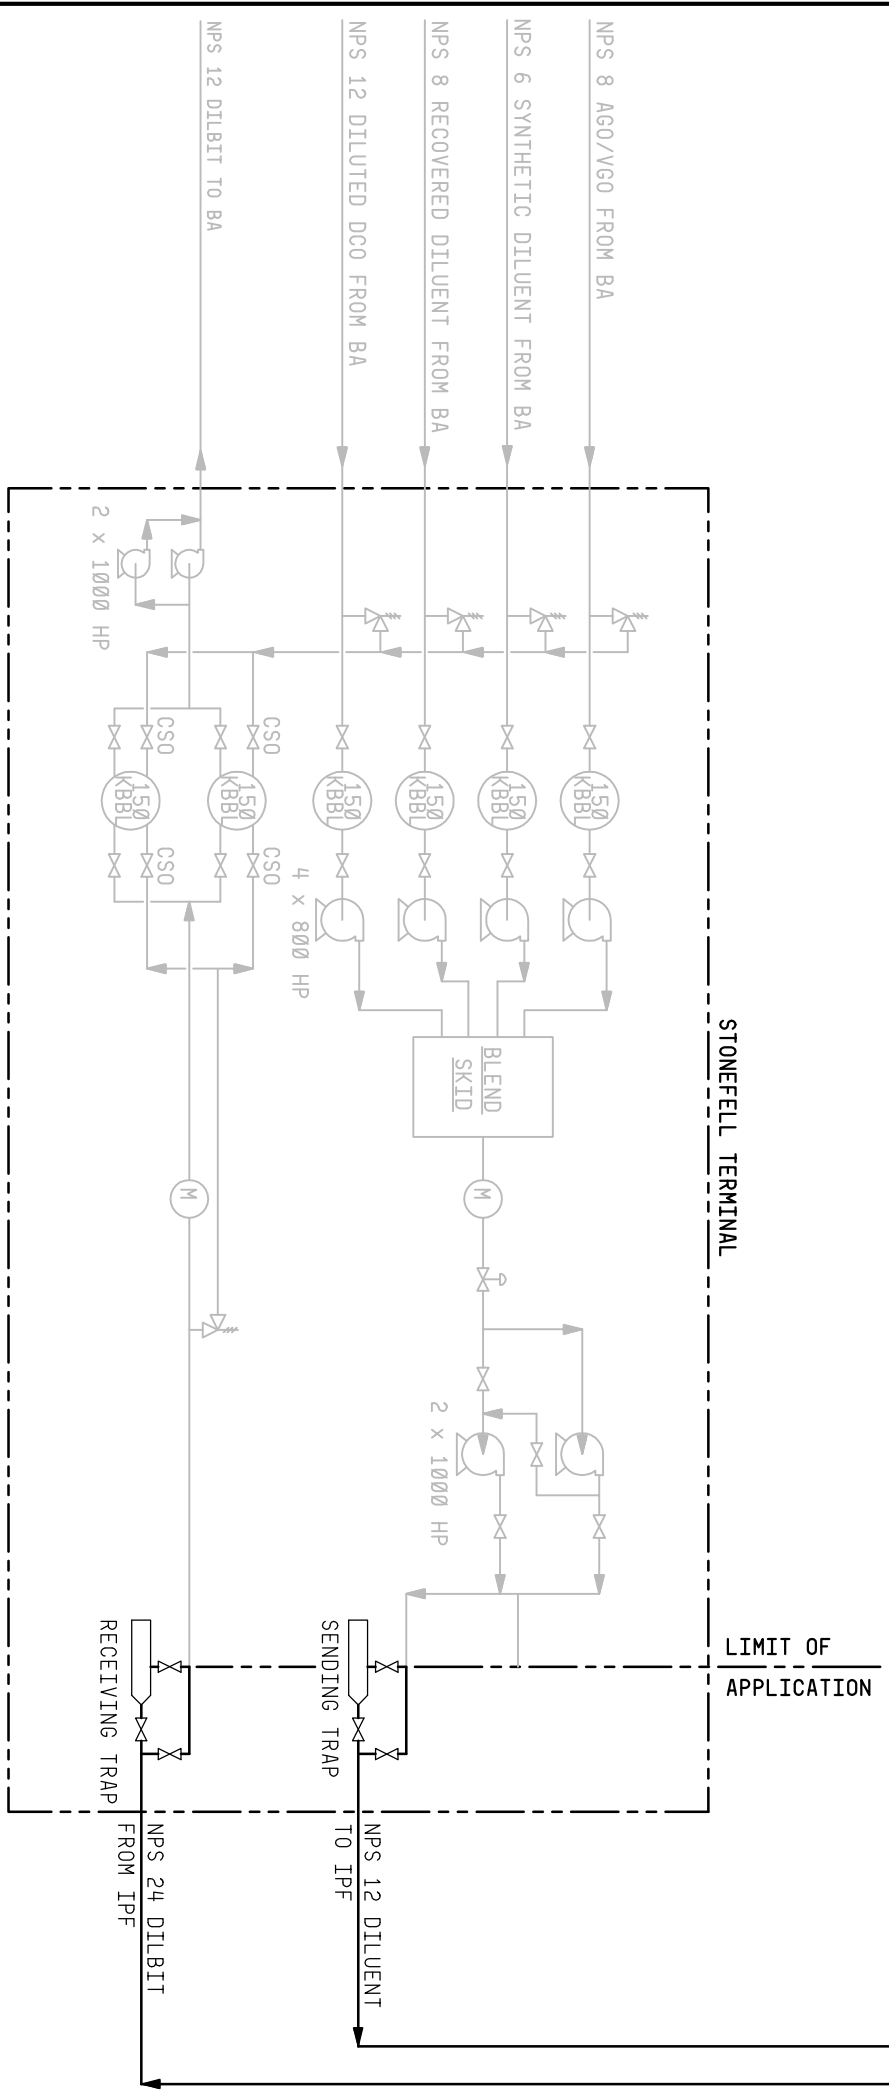 NPS 8 AGO/VGO FROM BA
NPS 6 SYNTHETIC DILUENT FROM BA
NPS 8 RECOVERED DILUENT FROM BA
NPS 12 DILUTED DCO FROM BA
NPS 12 DILBIT TO BA
STONEFELL TERMINAL
2 x 1000 HP
CSO
CSO
150
KBBL
150
KBBL
150
KBBL
150
KBBL
150
KBBL
150
KBBL
CSO
CSO
4 x 800 HP
BLEND
SKID
M
M
2 x 1000 HP
LIMIT OF
APPLICATION
SENDING TRAP
RECEIVING TRAP
NPS 12 DILUENT
TO IPF
NPS 24 DILBIT
FROM IPF